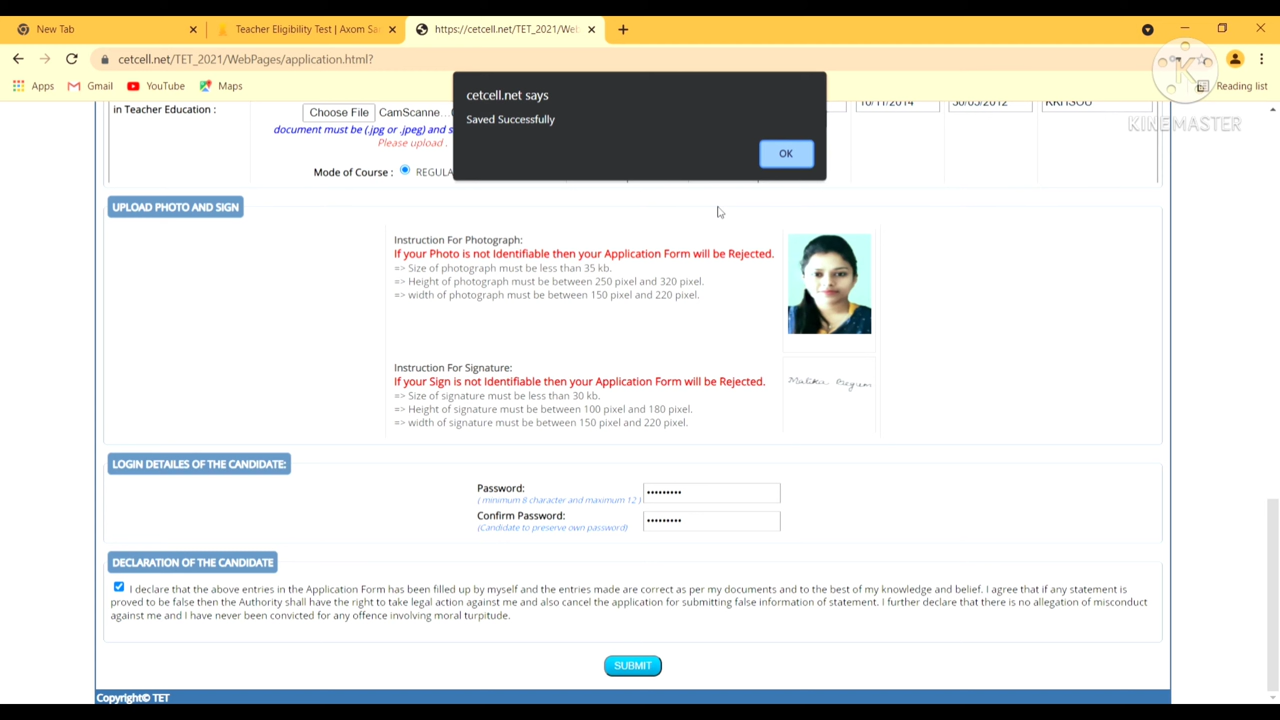 New Tab
Teacher Eligibility Test | Axom Sa
https://cetcell.net/TET_2021/We
cetcell.net/TET_2021/WebPages/application.html?
Apps
Gmail
YouTube
Maps
Reading list
KINEMASTER
cetcell.net says
Saved Successfully
OK
in Teacher Education :
Choose File CamScanne...
document must be (.jpg or .jpeg) and s
Please upload .
30/05/2012
KKHSOU
Mode of Course : REGULA
UPLOAD PHOTO AND SIGN
Instruction For Photograph:
If your Photo is not Identifiable then your Application Form will be Rejected.
=> Size of photograph must be less than 35 kb.
=> Height of photograph must be between 250 pixel and 320 pixel.
=> width of photograph must be between 150 pixel and 220 pixel.
Instruction For Signature:
If your Sign is not Identifiable then your Application Form will be Rejected.
=> Size of signature must be less than 30 kb.
=> Height of signature must be between 100 pixel and 180 pixel.
=> width of signature must be between 150 pixel and 220 pixel.
Malika Begum
LOGIN DETAILES OF THE CANDIDATE:
Password:
( minimum 8 character and maximum 12 )
•••••••••
Confirm Password:
(Candidate to preserve own password)
•••••••••
DECLARATION OF THE CANDIDATE
I declare that the above entries in the Application Form has been filled up by myself and the entries made are correct as per my documents and to the best of my knowledge and belief. I agree that if any statement is
proved to be false then the Authority shall have the right to take legal action against me and also cancel the application for submitting false information of statement. I further declare that there is no allegation of misconduct
against me and I have never been convicted for any offence involving moral turpitude.
SUBMIT
Copyright© TET